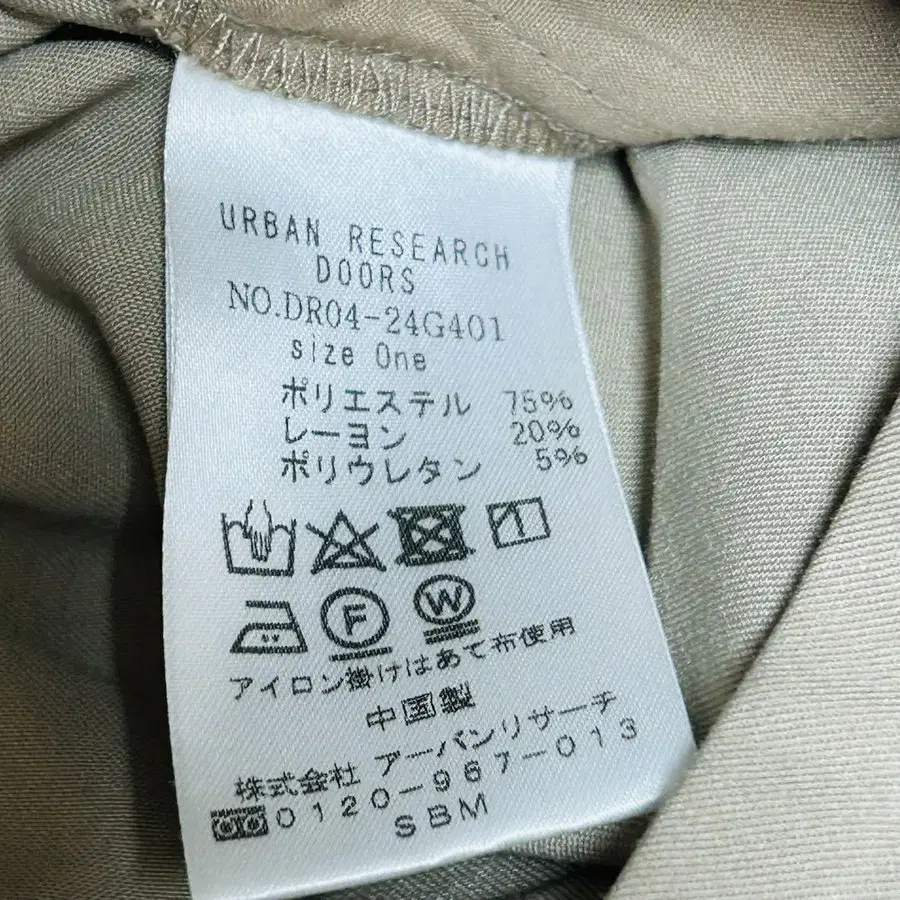 URBAN RESEARCH
DOORS
NO.DR04-24G401
size One
ポリエステル 75%
レーヨン 20%
ポリウレタン 5%
F W
アイロン掛けはあて布使用
中国製
株式会社 アーバンリサーチ
0120-967-013
SBM